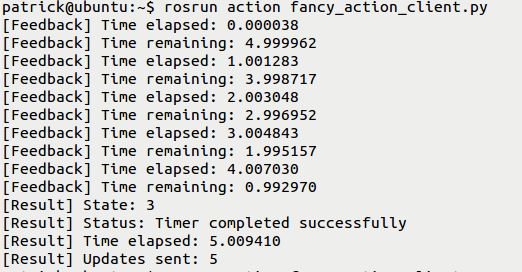 patrick@ubuntu:~$ rosrun action fancy_action_client.py
[Feedback] Time elapsed: 0.000038
[Feedback] Time remaining: 4.999962
[Feedback] Time elapsed: 1.001283
[Feedback] Time remaining: 3.998717
[Feedback] Time elapsed: 2.003048
[Feedback] Time remaining: 2.996952
[Feedback] Time elapsed: 3.004843
[Feedback] Time remaining: 1.995157
[Feedback] Time elapsed: 4.007030
[Feedback] Time remaining: 0.992970
[Result] State: 3
[Result] Status: Timer completed successfully
[Result] Time elapsed: 5.009410
[Result] Updates sent: 5